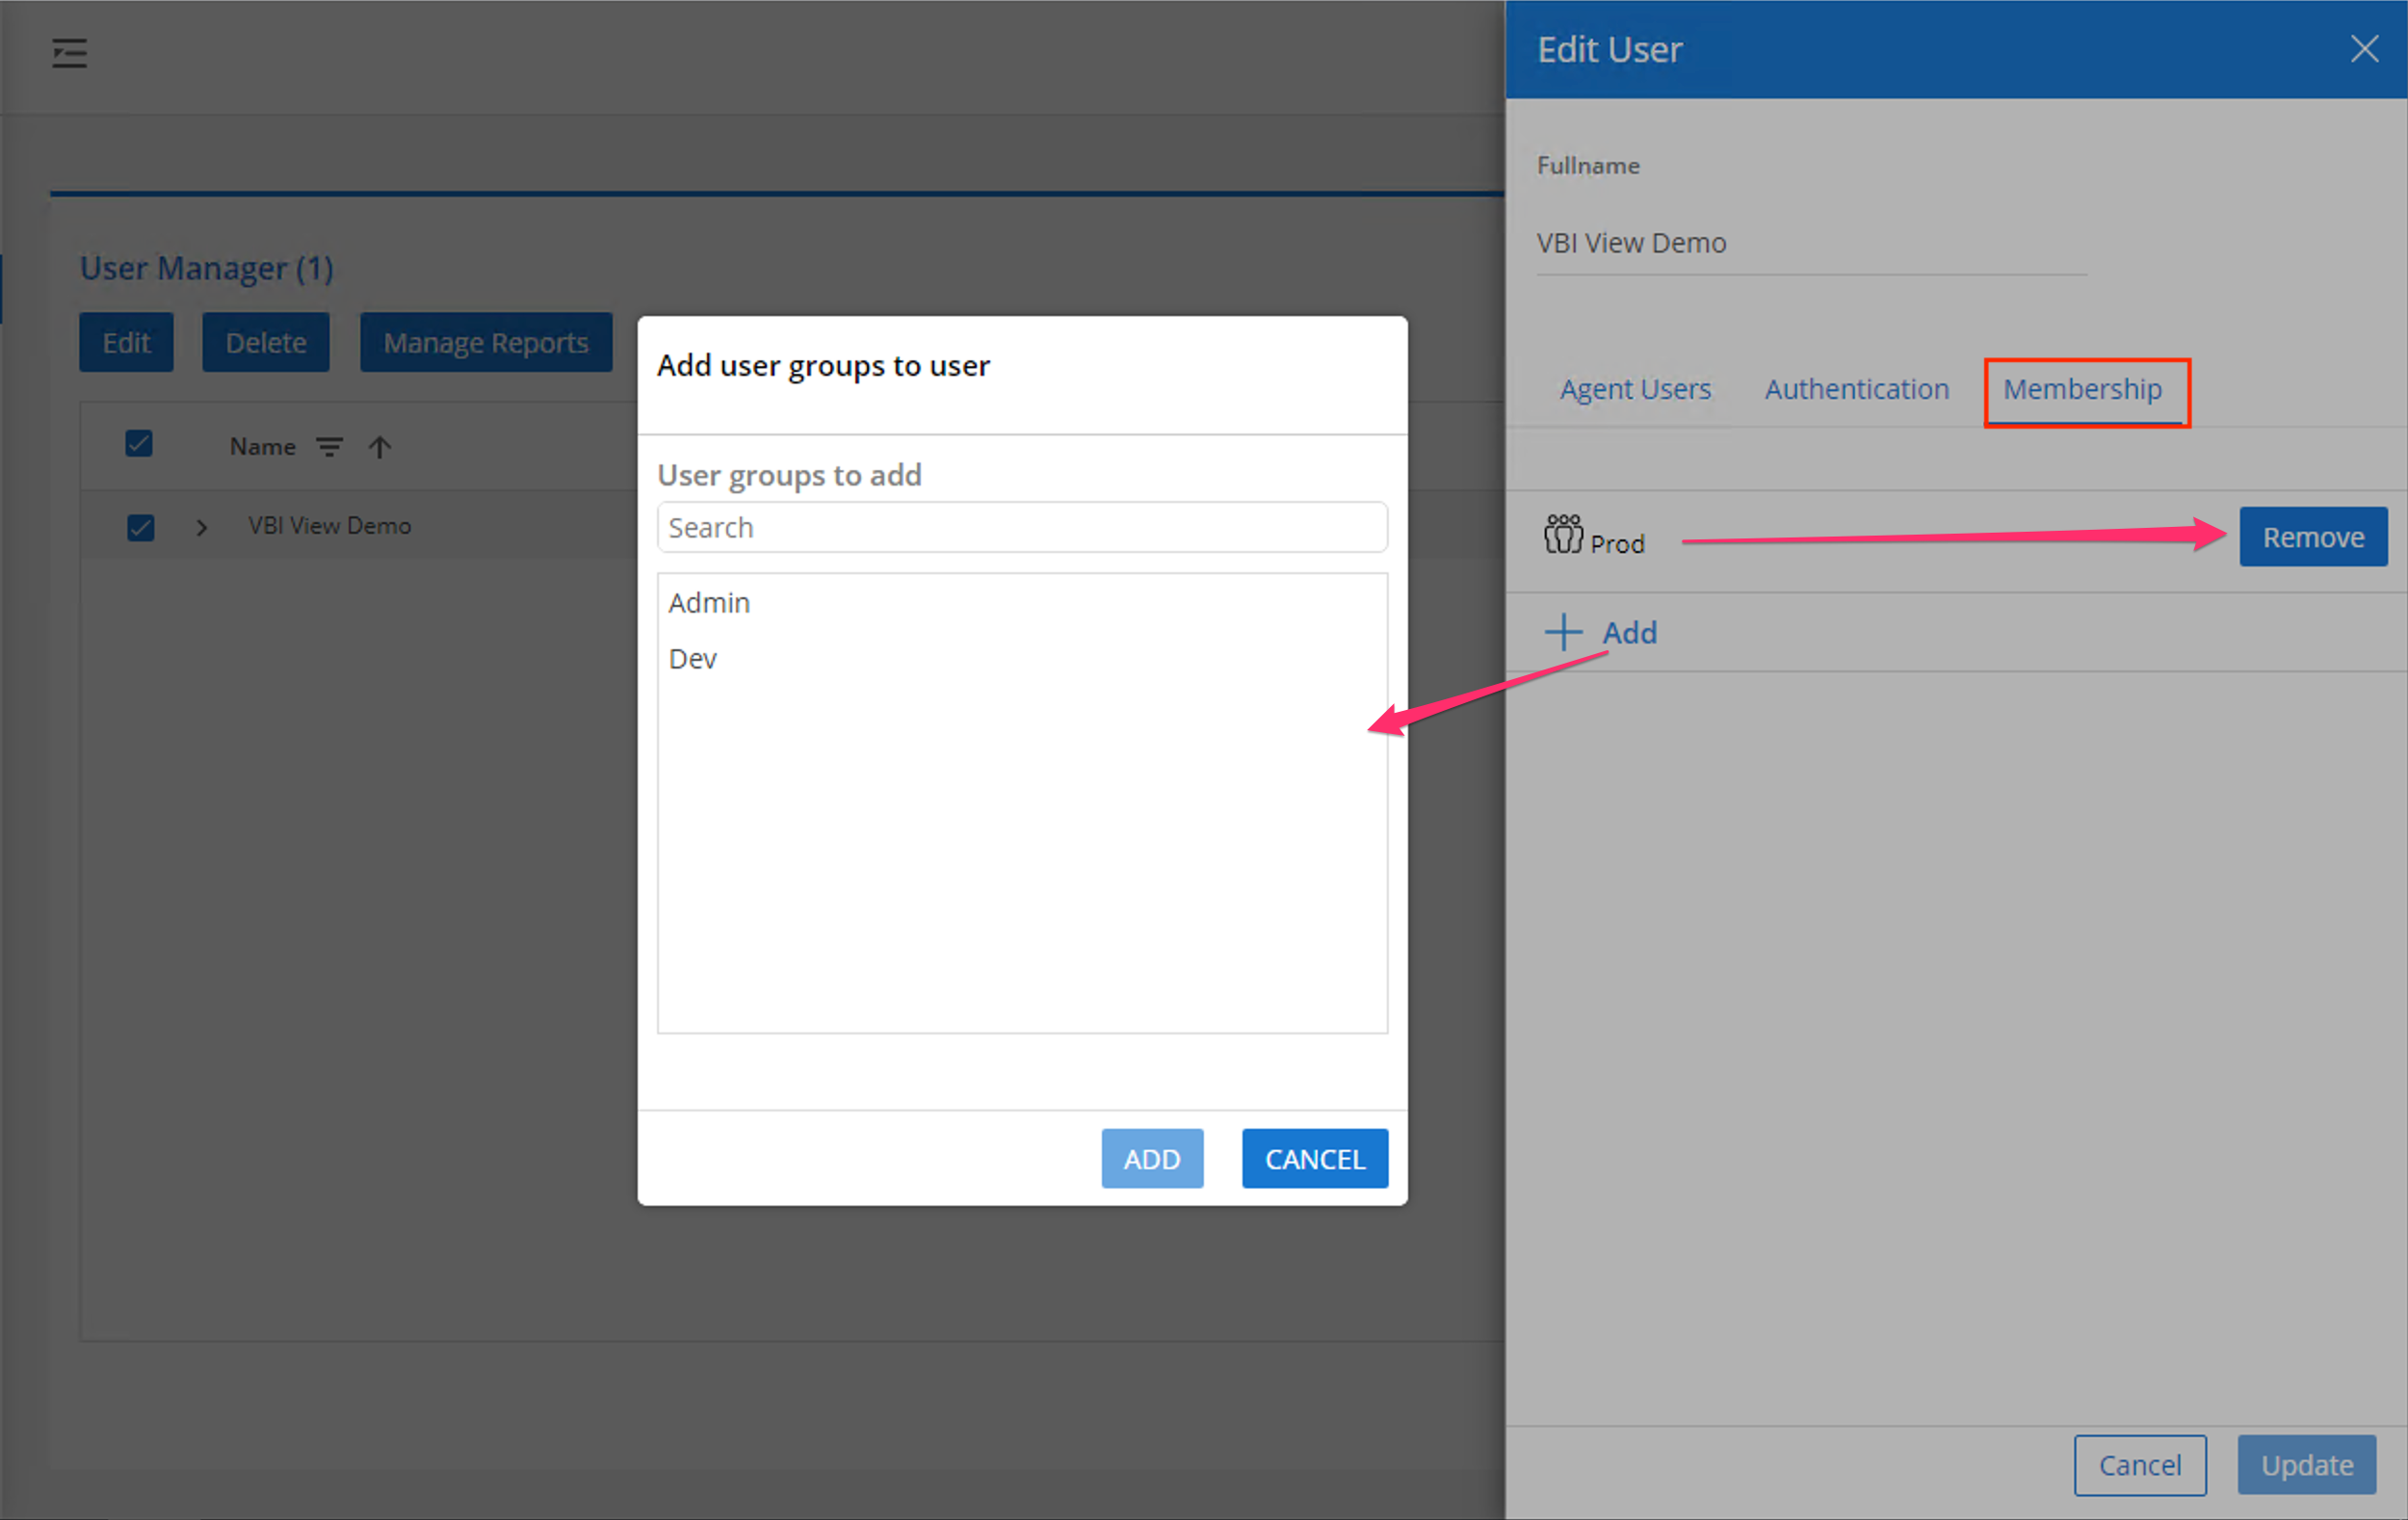 Edit User
Fullname
VBI View Demo
Agent Users
Authentication
Membership
Prod
Remove
Add
Cancel
Update
User Manager (1)
Edit
Delete
Manage Reports
Name
VBI View Demo
Add user groups to user
User groups to add
Search
Admin
Dev
ADD
CANCEL